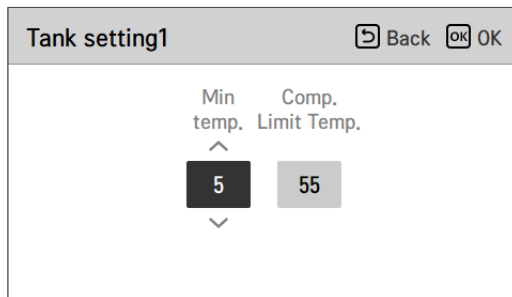 Tank setting1
Back OK OK
Min Comp.
temp. Limit Temp.
5 55